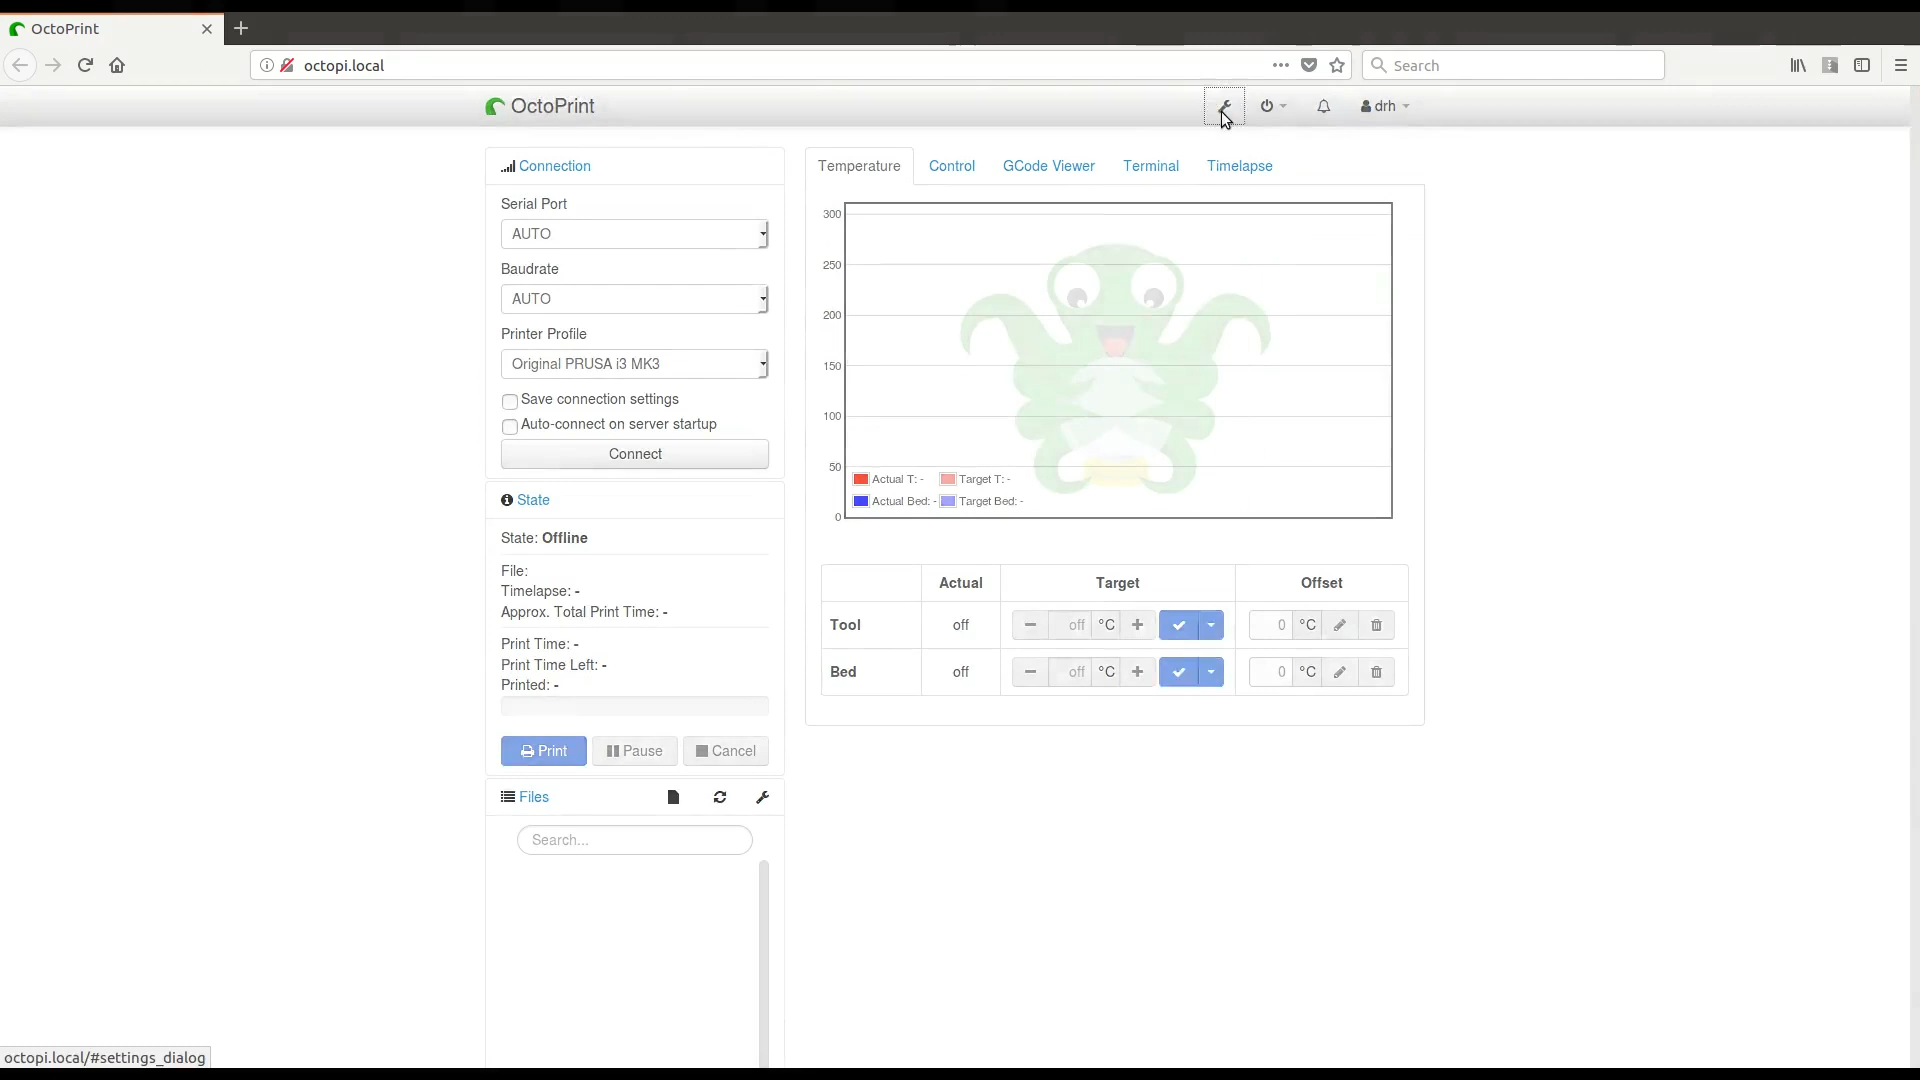 OctoPrint
octopi.local
Search
OctoPrint
drh
Connection
Serial Port
AUTO
Baudrate
AUTO
Printer Profile
Original PRUSA i3 MK3
Save connection settings
Auto-connect on server startup
Connect
State
State: Offline
File:
Timelapse: -
Approx. Total Print Time: -
Print Time: -
Print Time Left: -
Printed: -
Print Pause Cancel
Files
Search...
Temperature Control GCode Viewer Terminal Timelapse
300
250
200
150
100
50
0
Actual T: - Target T: -
Actual Bed: - Target Bed: -
Actual Target Offset
Tool off off °C 0 °C
Bed off off °C 0 °C
octopi.local/#settings_dialog